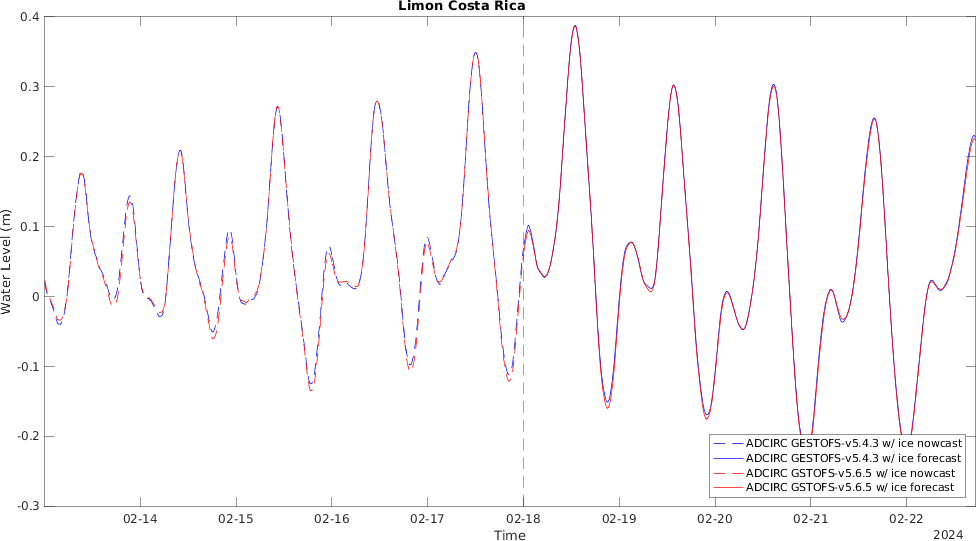 Limon Costa Rica
0.4
0.3
0.2
0.1
0
-0.1
-0.2
-0.3
Water Level (m)
ADCIRC GESTOFS-v5.4.3 w/ ice nowcast
ADCIRC GESTOFS-v5.4.3 w/ ice forecast
ADCIRC GSTOFS-v5.6.5 w/ ice nowcast
ADCIRC GSTOFS-v5.6.5 w/ ice forecast
02-14 02-15 02-16 02-17 02-18 02-19 02-20 02-21 02-22
Time
2024